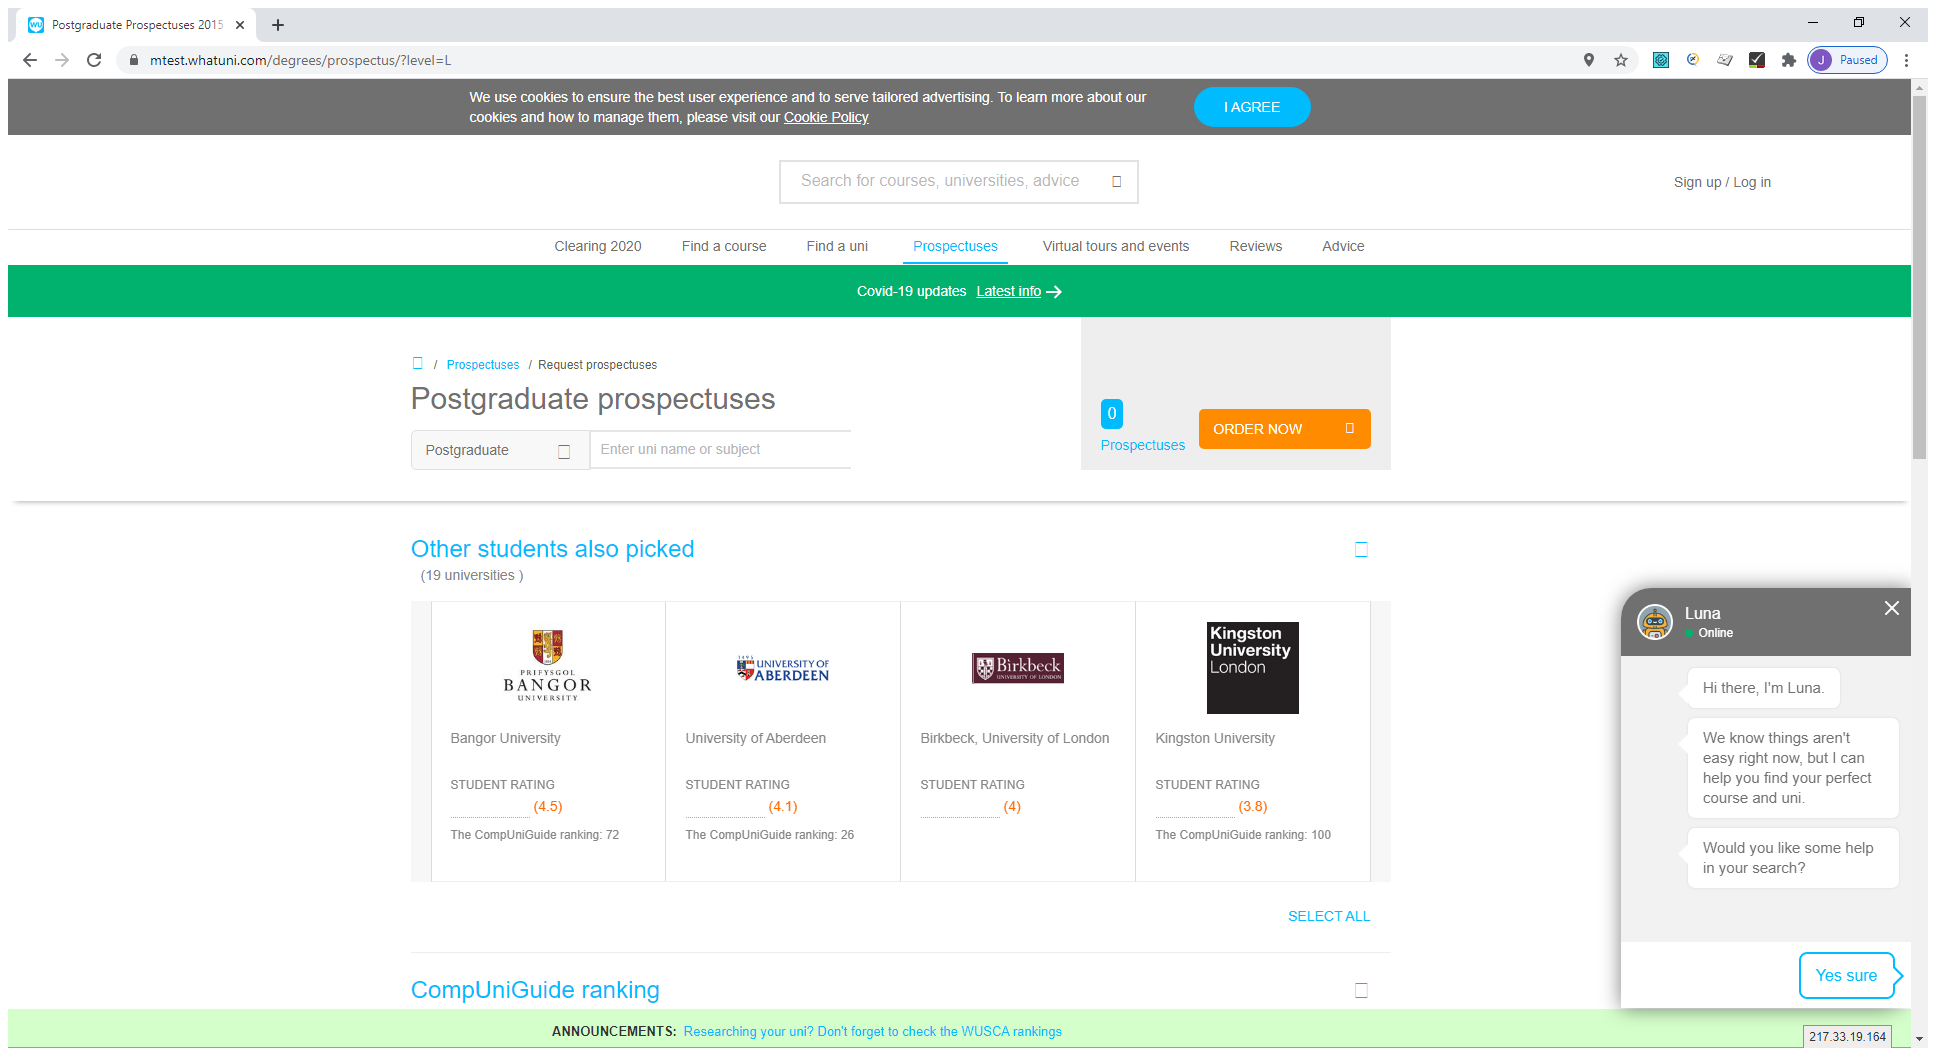 Postgraduate Prospectuses 2015
mtest.whatuni.com/degrees/prospectus/?level=L
J Paused
We use cookies to ensure the best user experience and to serve tailored advertising. To learn more about our
cookies and how to manage them, please visit our Cookie Policy
I AGREE
Search for courses, universities, advice
Sign up / Log in
Clearing 2020 Find a course Find a uni Prospectuses Virtual tours and events Reviews Advice
Covid-19 updates Latest info
/ Prospectuses / Request prospectuses
Postgraduate prospectuses
Postgraduate
Enter uni name or subject
0
Prospectuses
ORDER NOW
Other students also picked
(19 universities )
PRIFYSGOL
BANGOR
UNIVERSITY
1495
UNIVERSITY OF
ABERDEEN
Birkbeck
UNIVERSITY OF LONDON
Kingston
University
London
Bangor University
STUDENT RATING
(4.5)
The CompUniGuide ranking: 72
University of Aberdeen
STUDENT RATING
(4.1)
The CompUniGuide ranking: 26
Birkbeck, University of London
STUDENT RATING
(4)
Kingston University
STUDENT RATING
(3.8)
The CompUniGuide ranking: 100
SELECT ALL
CompUniGuide ranking
Luna
Online
Hi there, I'm Luna.
We know things aren't
easy right now, but I can
help you find your perfect
course and uni.
Would you like some help
in your search?
Yes sure
ANNOUNCEMENTS: Researching your uni? Don't forget to check the WUSCA rankings
217.33.19.164